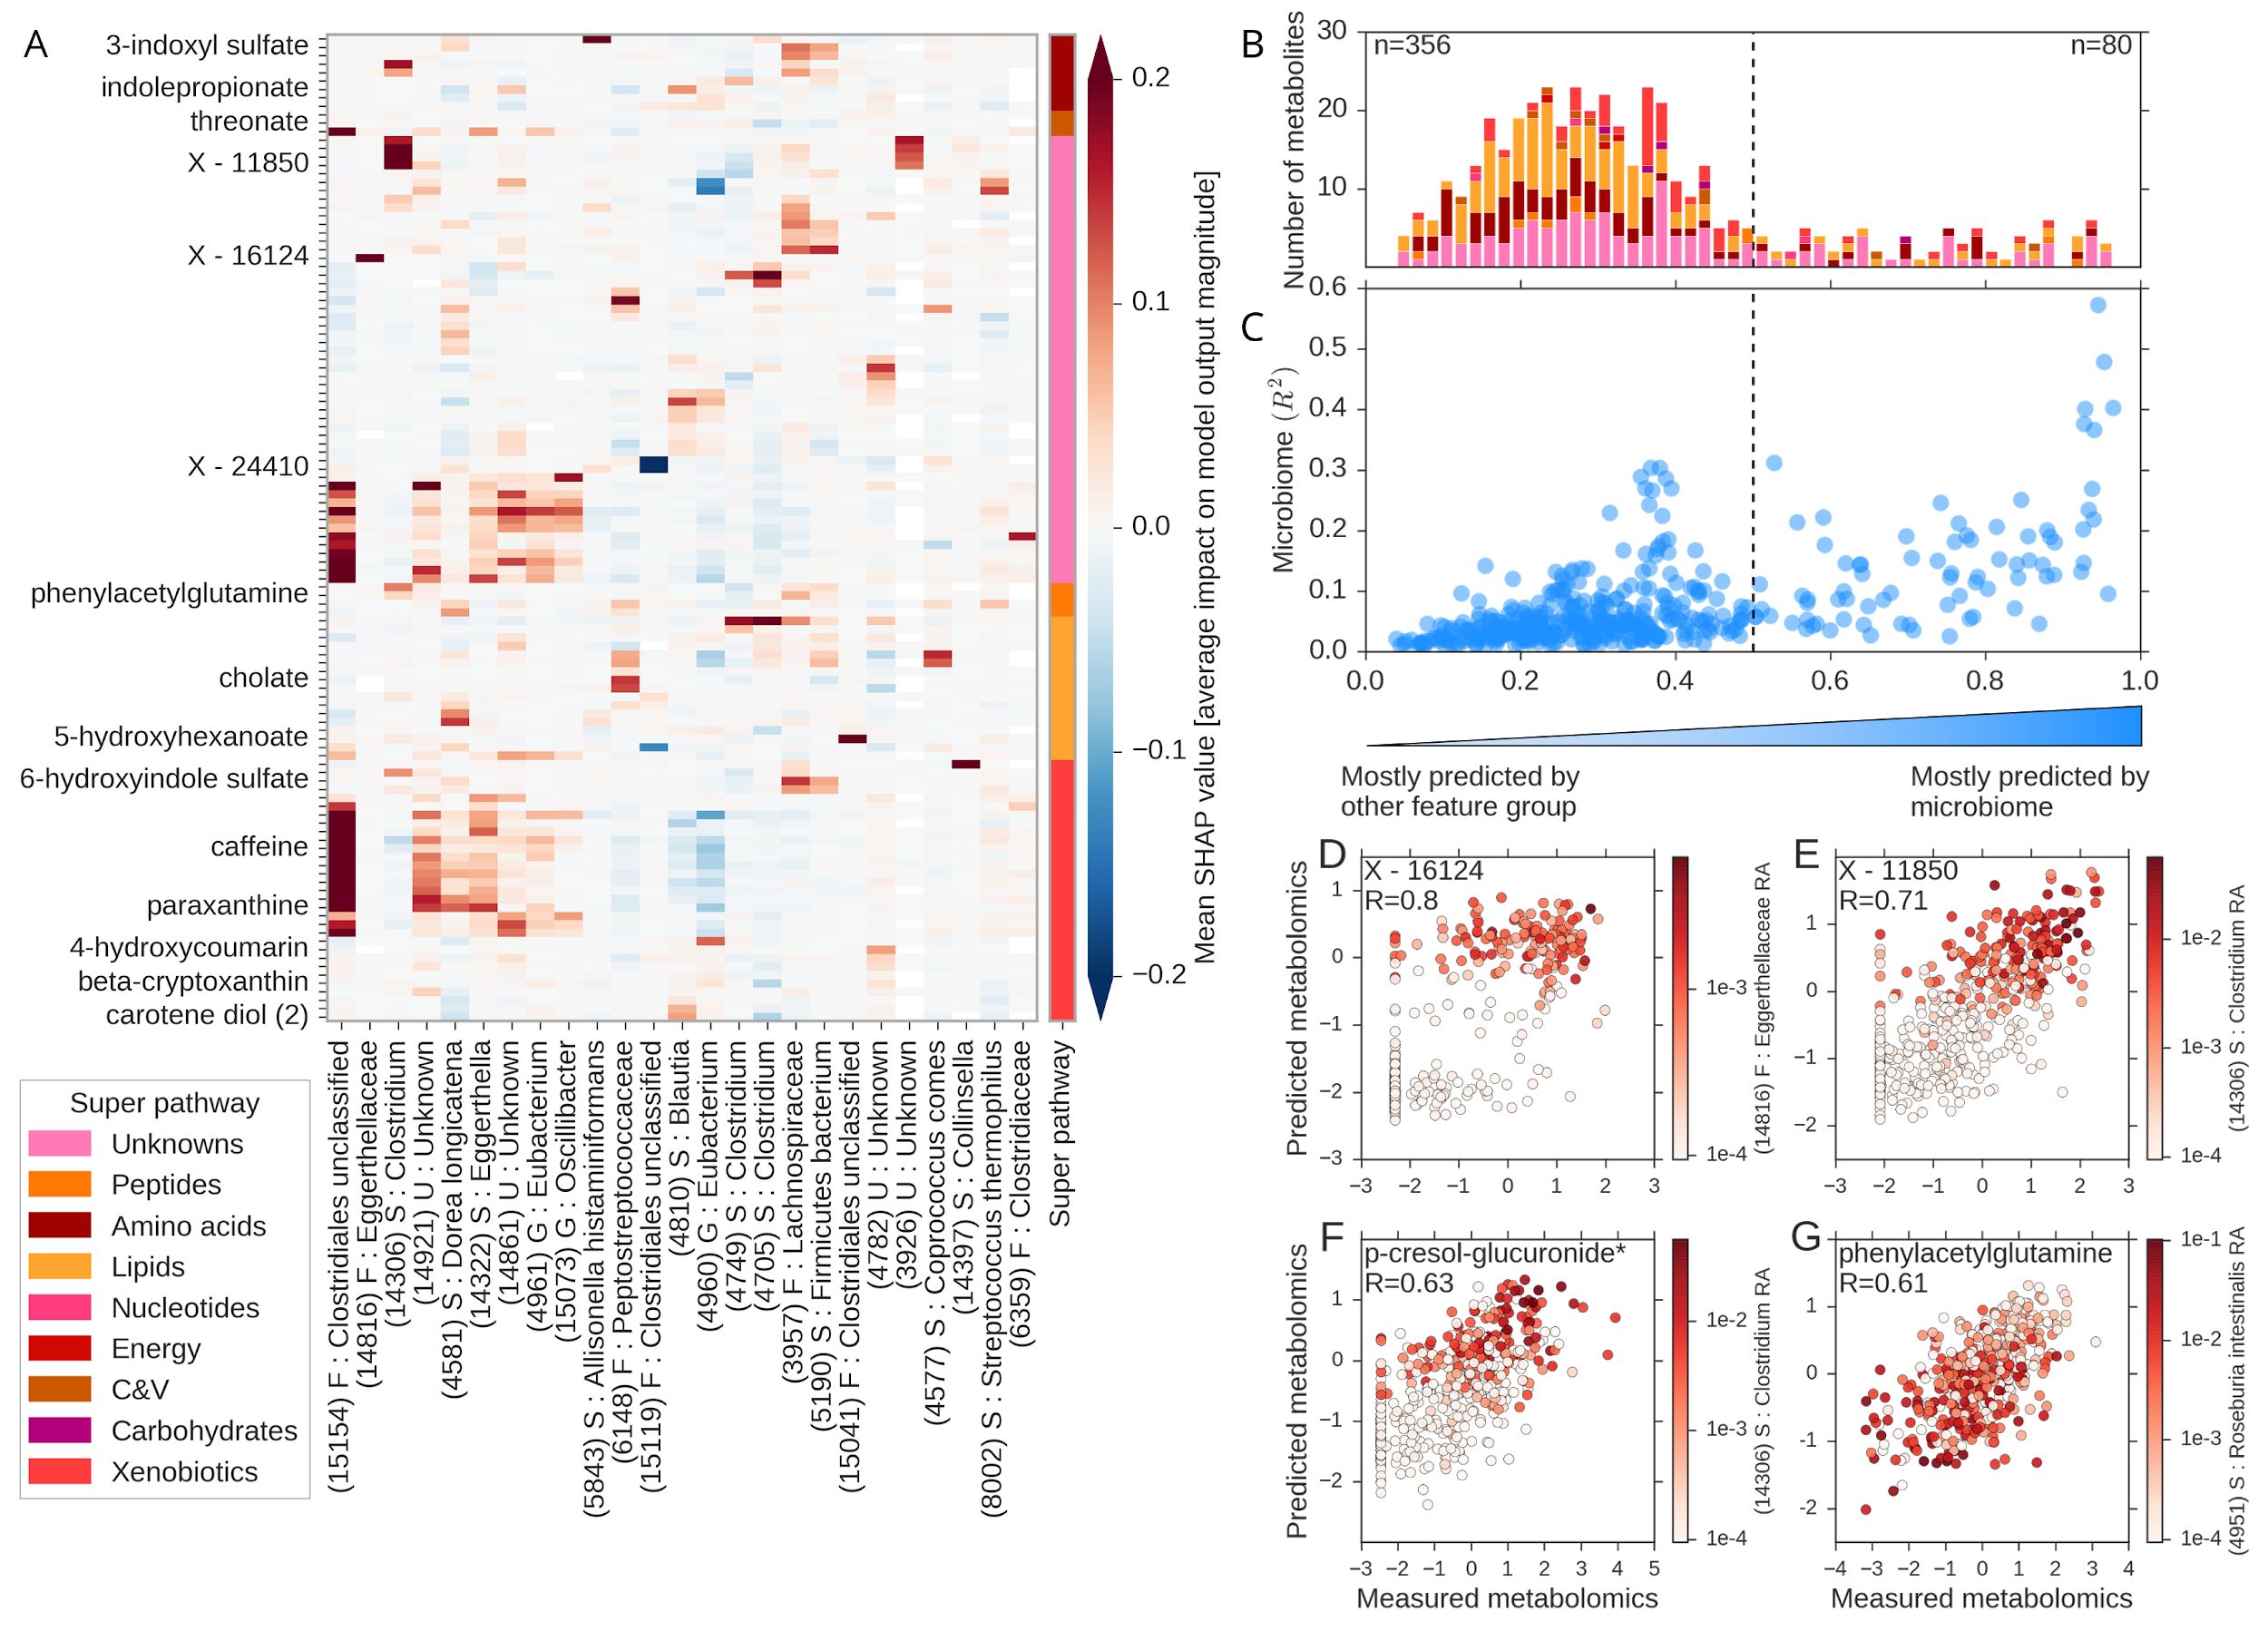 A
3-indoxyl sulfate
indolepropionate
threonate
X - 11850
X - 16124
X - 24410
phenylacetylglutamine
cholate
5-hydroxyhexanoate
6-hydroxyindole sulfate
caffeine
paraxanthine
4-hydroxycoumarin
beta-cryptoxanthin
carotene diol (2)
(15154) F : Clostridiales unclassified
(14816) F : Eggerthellaceae
(14306) S : Clostridium
(14921) U : Unknown
(4581) S : Dorea longicatena
(14322) S : Eggerthella
(14861) U : Unknown
(4961) G : Eubacterium
(15073) G : Oscillibacter
(5843) S : Allisonella histaminiformans
(6148) F : Peptostreptococcaceae
(15119) F : Clostridiales unclassified
(4810) S : Blautia
(4960) G : Eubacterium
(4749) S : Clostridium
(4705) S : Clostridium
(3957) F : Lachnospiraceae
(5190) S : Firmicutes bacterium
(15041) F : Clostridiales unclassified
(4782) U : Unknown
(3926) U : Unknown
(4577) S : Coprococcus comes
(14397) S : Collinsella
(8002) S : Streptococcus thermophilus
(6359) F : Clostridiaceae
Super pathway
0.2
0.1
0.0
−0.1
−0.2
Mean SHAP value [average impact on model output magnitude]
Super pathway
Unknowns
Peptides
Amino acids
Lipids
Nucleotides
Energy
C&V
Carbohydrates
Xenobiotics
B
Number of metabolites
30
20
10
n=356
n=80
C
Microbiome (R²)
0.6
0.5
0.4
0.3
0.2
0.1
0.0
0.0 0.2 0.4 0.6 0.8 1.0
Mostly predicted by
other feature group
Mostly predicted by
microbiome
D
X - 16124
R=0.8
Predicted metabolomics
1
0
−1
−2
−3
−3 −2 −1 0 1 2 3
1e-3
1e-4
(14816) F : Eggerthellaceae RA
E
X - 11850
R=0.71
1
0
−1
−2
−3 −2 −1 0 1 2 3
1e-2
1e-3
1e-4
(14306) S : Clostridium RA
F
p-cresol-glucuronide*
R=0.63
Predicted metabolomics
1
0
−1
−2
−3 −2 −1 0 1 2 3 4 5
Measured metabolomics
1e-2
1e-3
1e-4
(14306) S : Clostridium RA
G
phenylacetylglutamine
R=0.61
1
0
-1
-2
−4 −3 −2 −1 0 1 2 3 4
Measured metabolomics
1e-1
1e-2
1e-3
1e-4
(4951) S : Roseburia intestinalis RA